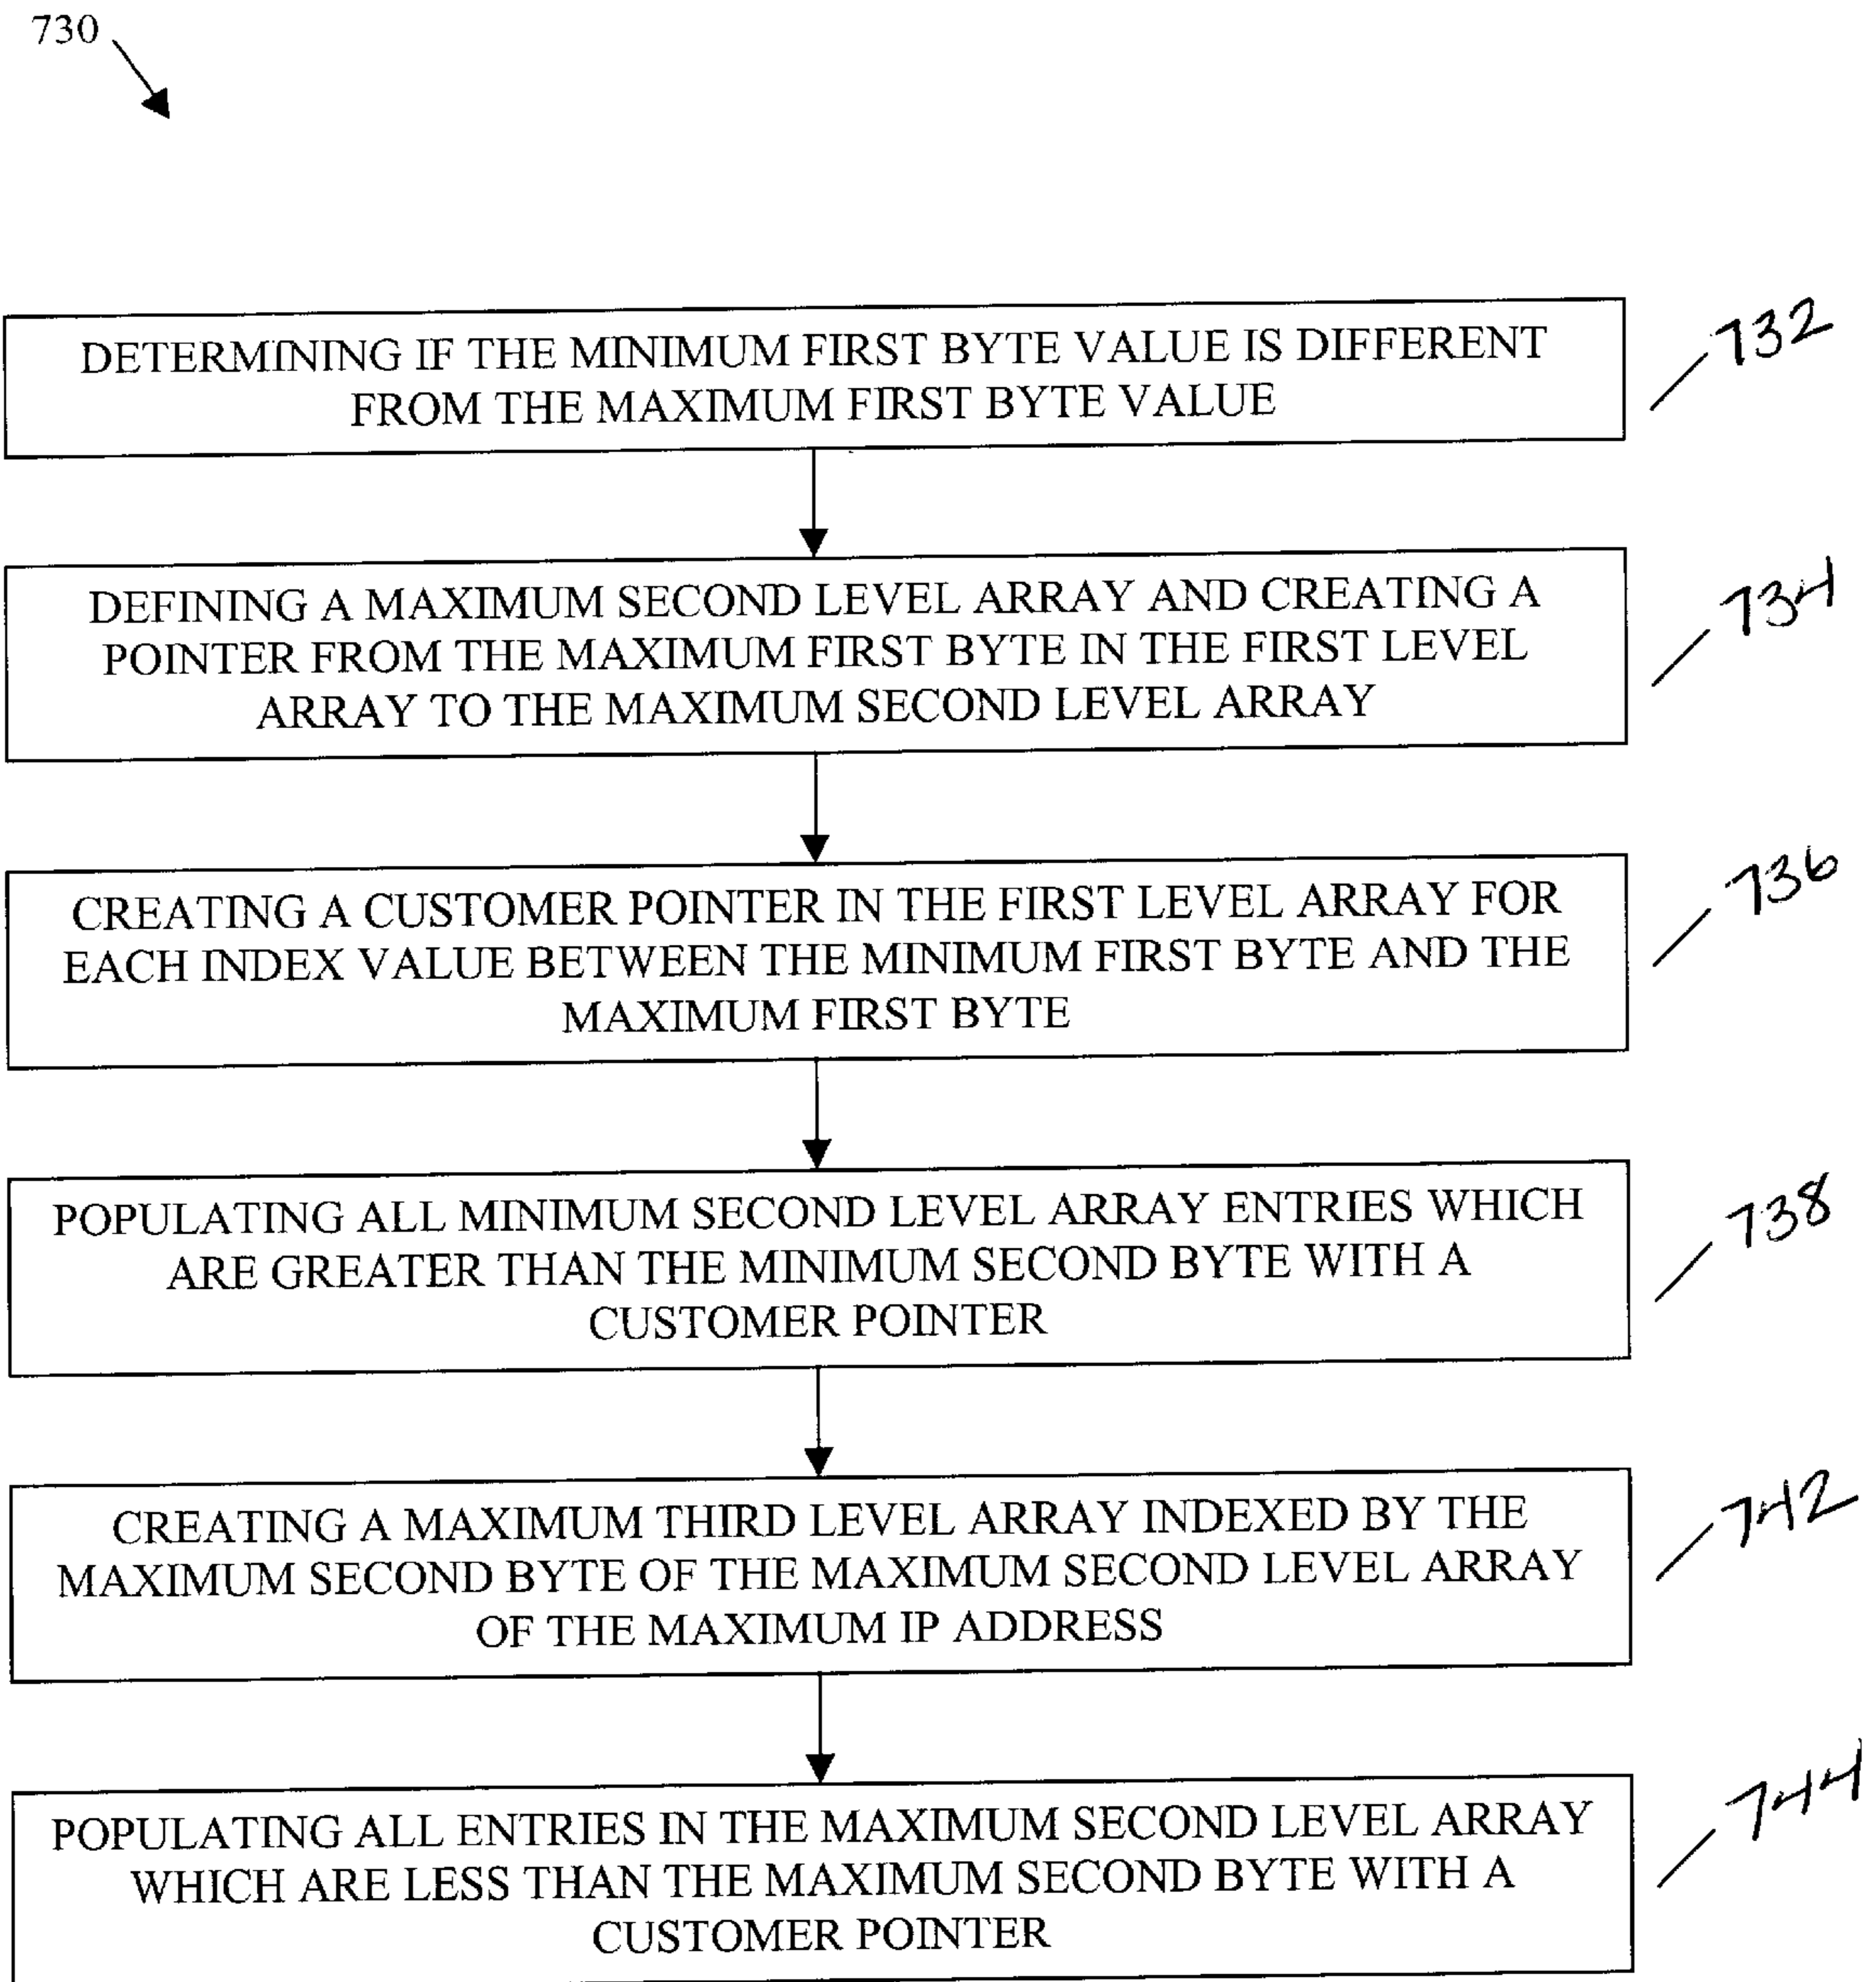 730
DETERMINING IF THE MINIMUM FIRST BYTE VALUE IS DIFFERENT
FROM THE MAXIMUM FIRST BYTE VALUE
732
DEFINING A MAXIMUM SECOND LEVEL ARRAY AND CREATING A
POINTER FROM THE MAXIMUM FIRST BYTE IN THE FIRST LEVEL
ARRAY TO THE MAXIMUM SECOND LEVEL ARRAY
734
CREATING A CUSTOMER POINTER IN THE FIRST LEVEL ARRAY FOR
EACH INDEX VALUE BETWEEN THE MINIMUM FIRST BYTE AND THE
MAXIMUM FIRST BYTE
736
POPULATING ALL MINIMUM SECOND LEVEL ARRAY ENTRIES WHICH
ARE GREATER THAN THE MINIMUM SECOND BYTE WITH A
CUSTOMER POINTER
738
CREATING A MAXIMUM THIRD LEVEL ARRAY INDEXED BY THE
MAXIMUM SECOND BYTE OF THE MAXIMUM SECOND LEVEL ARRAY
OF THE MAXIMUM IP ADDRESS
742
POPULATING ALL ENTRIES IN THE MAXIMUM SECOND LEVEL ARRAY
WHICH ARE LESS THAN THE MAXIMUM SECOND BYTE WITH A
CUSTOMER POINTER
744